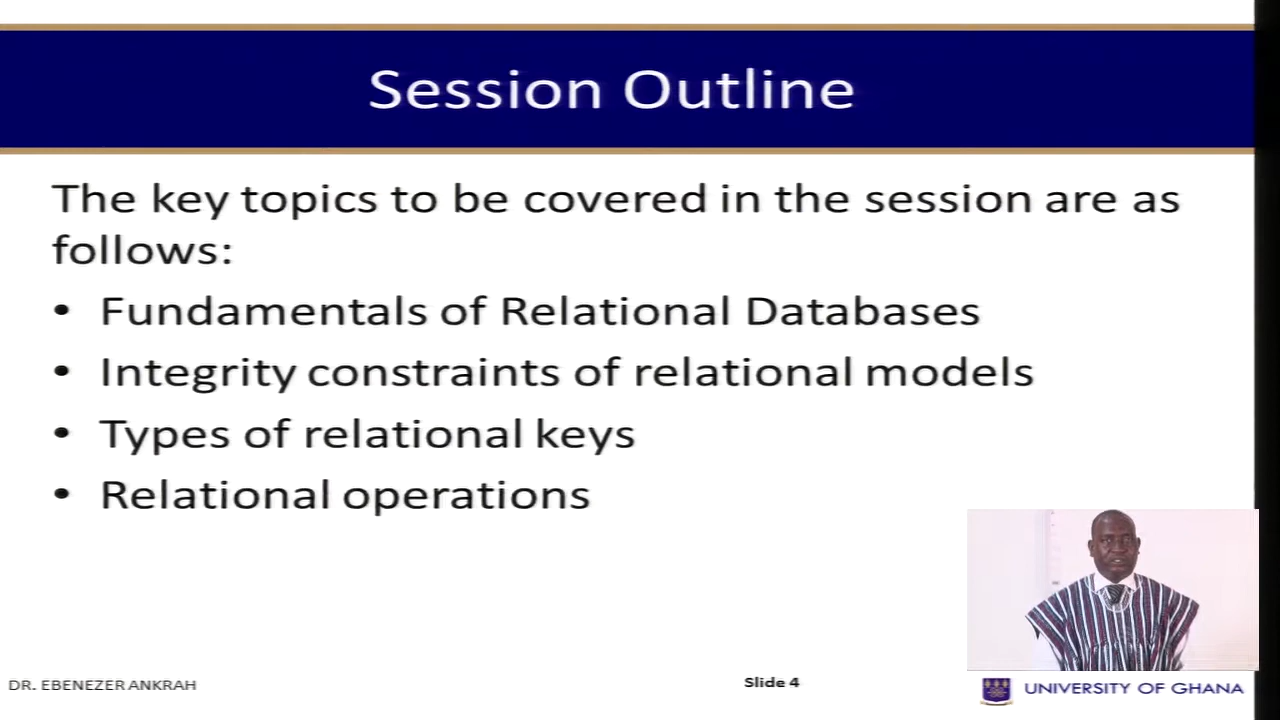 Session Outline
The key topics to be covered in the session are as
follows:
• Fundamentals of Relational Databases
• Integrity constraints of relational models
• Types of relational keys
• Relational operations
DR. EBENEZER ANKRAH
Slide 4
UNIVERSITY OF GHANA